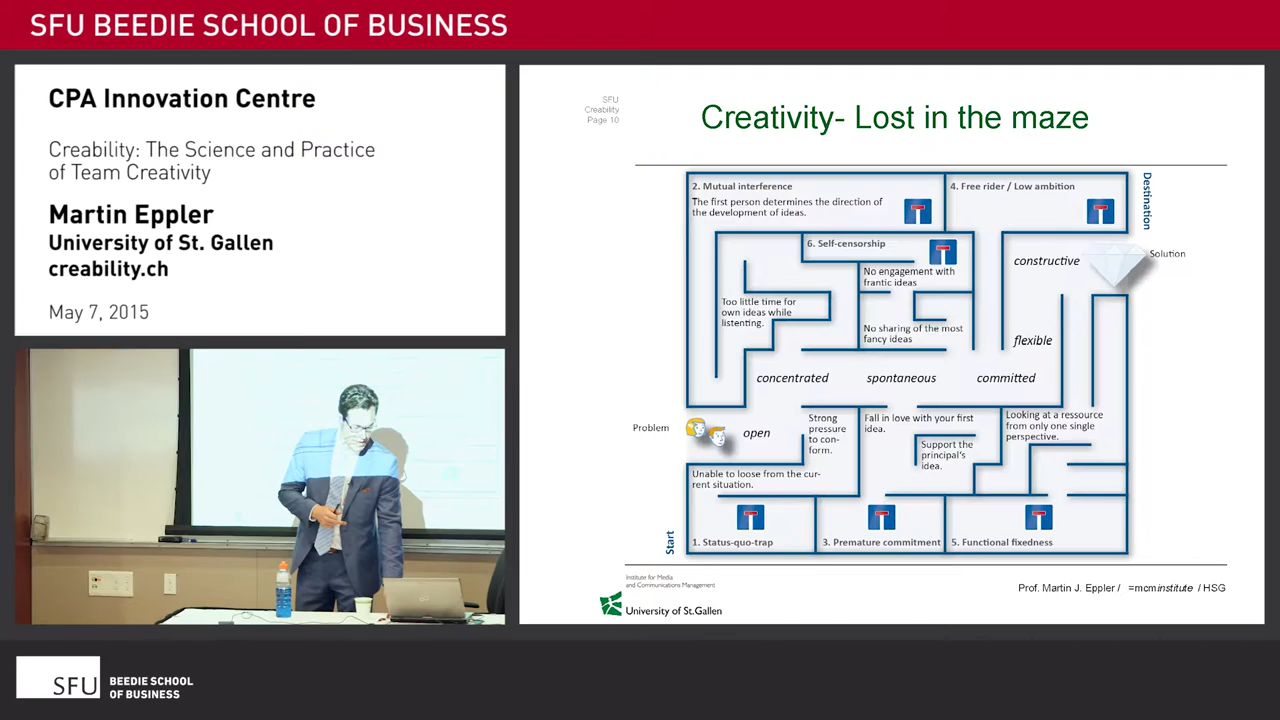 SFU BEEDIE SCHOOL OF BUSINESS
CPA Innovation Centre
Creability: The Science and Practice
of Team Creativity
Martin Eppler
University of St. Gallen
creability.ch
May 7, 2015
SFU
Creability
Page 10
Creativity- Lost in the maze
2. Mutual interference
The first person determines the direction of
the development of ideas.
4. Free rider / Low ambition
Destination
6. Self-censorship
No engagement with
frantic ideas
constructive
Solution
Too little time for
own ideas while
listening.
No sharing of the most
fancy ideas
flexible
concentrated
spontaneous
committed
Problem
open
Strong
pressure
to con-
form.
Fall in love with your first
idea.
Support the
principal's
idea.
Looking at a ressource
from only one single
perspective.
Unable to loose from the cur-
rent situation.
Start
1. Status-quo-trap
3. Premature commitment
5. Functional fixedness
Institute for Media
and Communications Management
University of St.Gallen
Prof. Martin J. Eppler / =mcminstitute / HSG
SFU
BEEDIE SCHOOL
OF BUSINESS